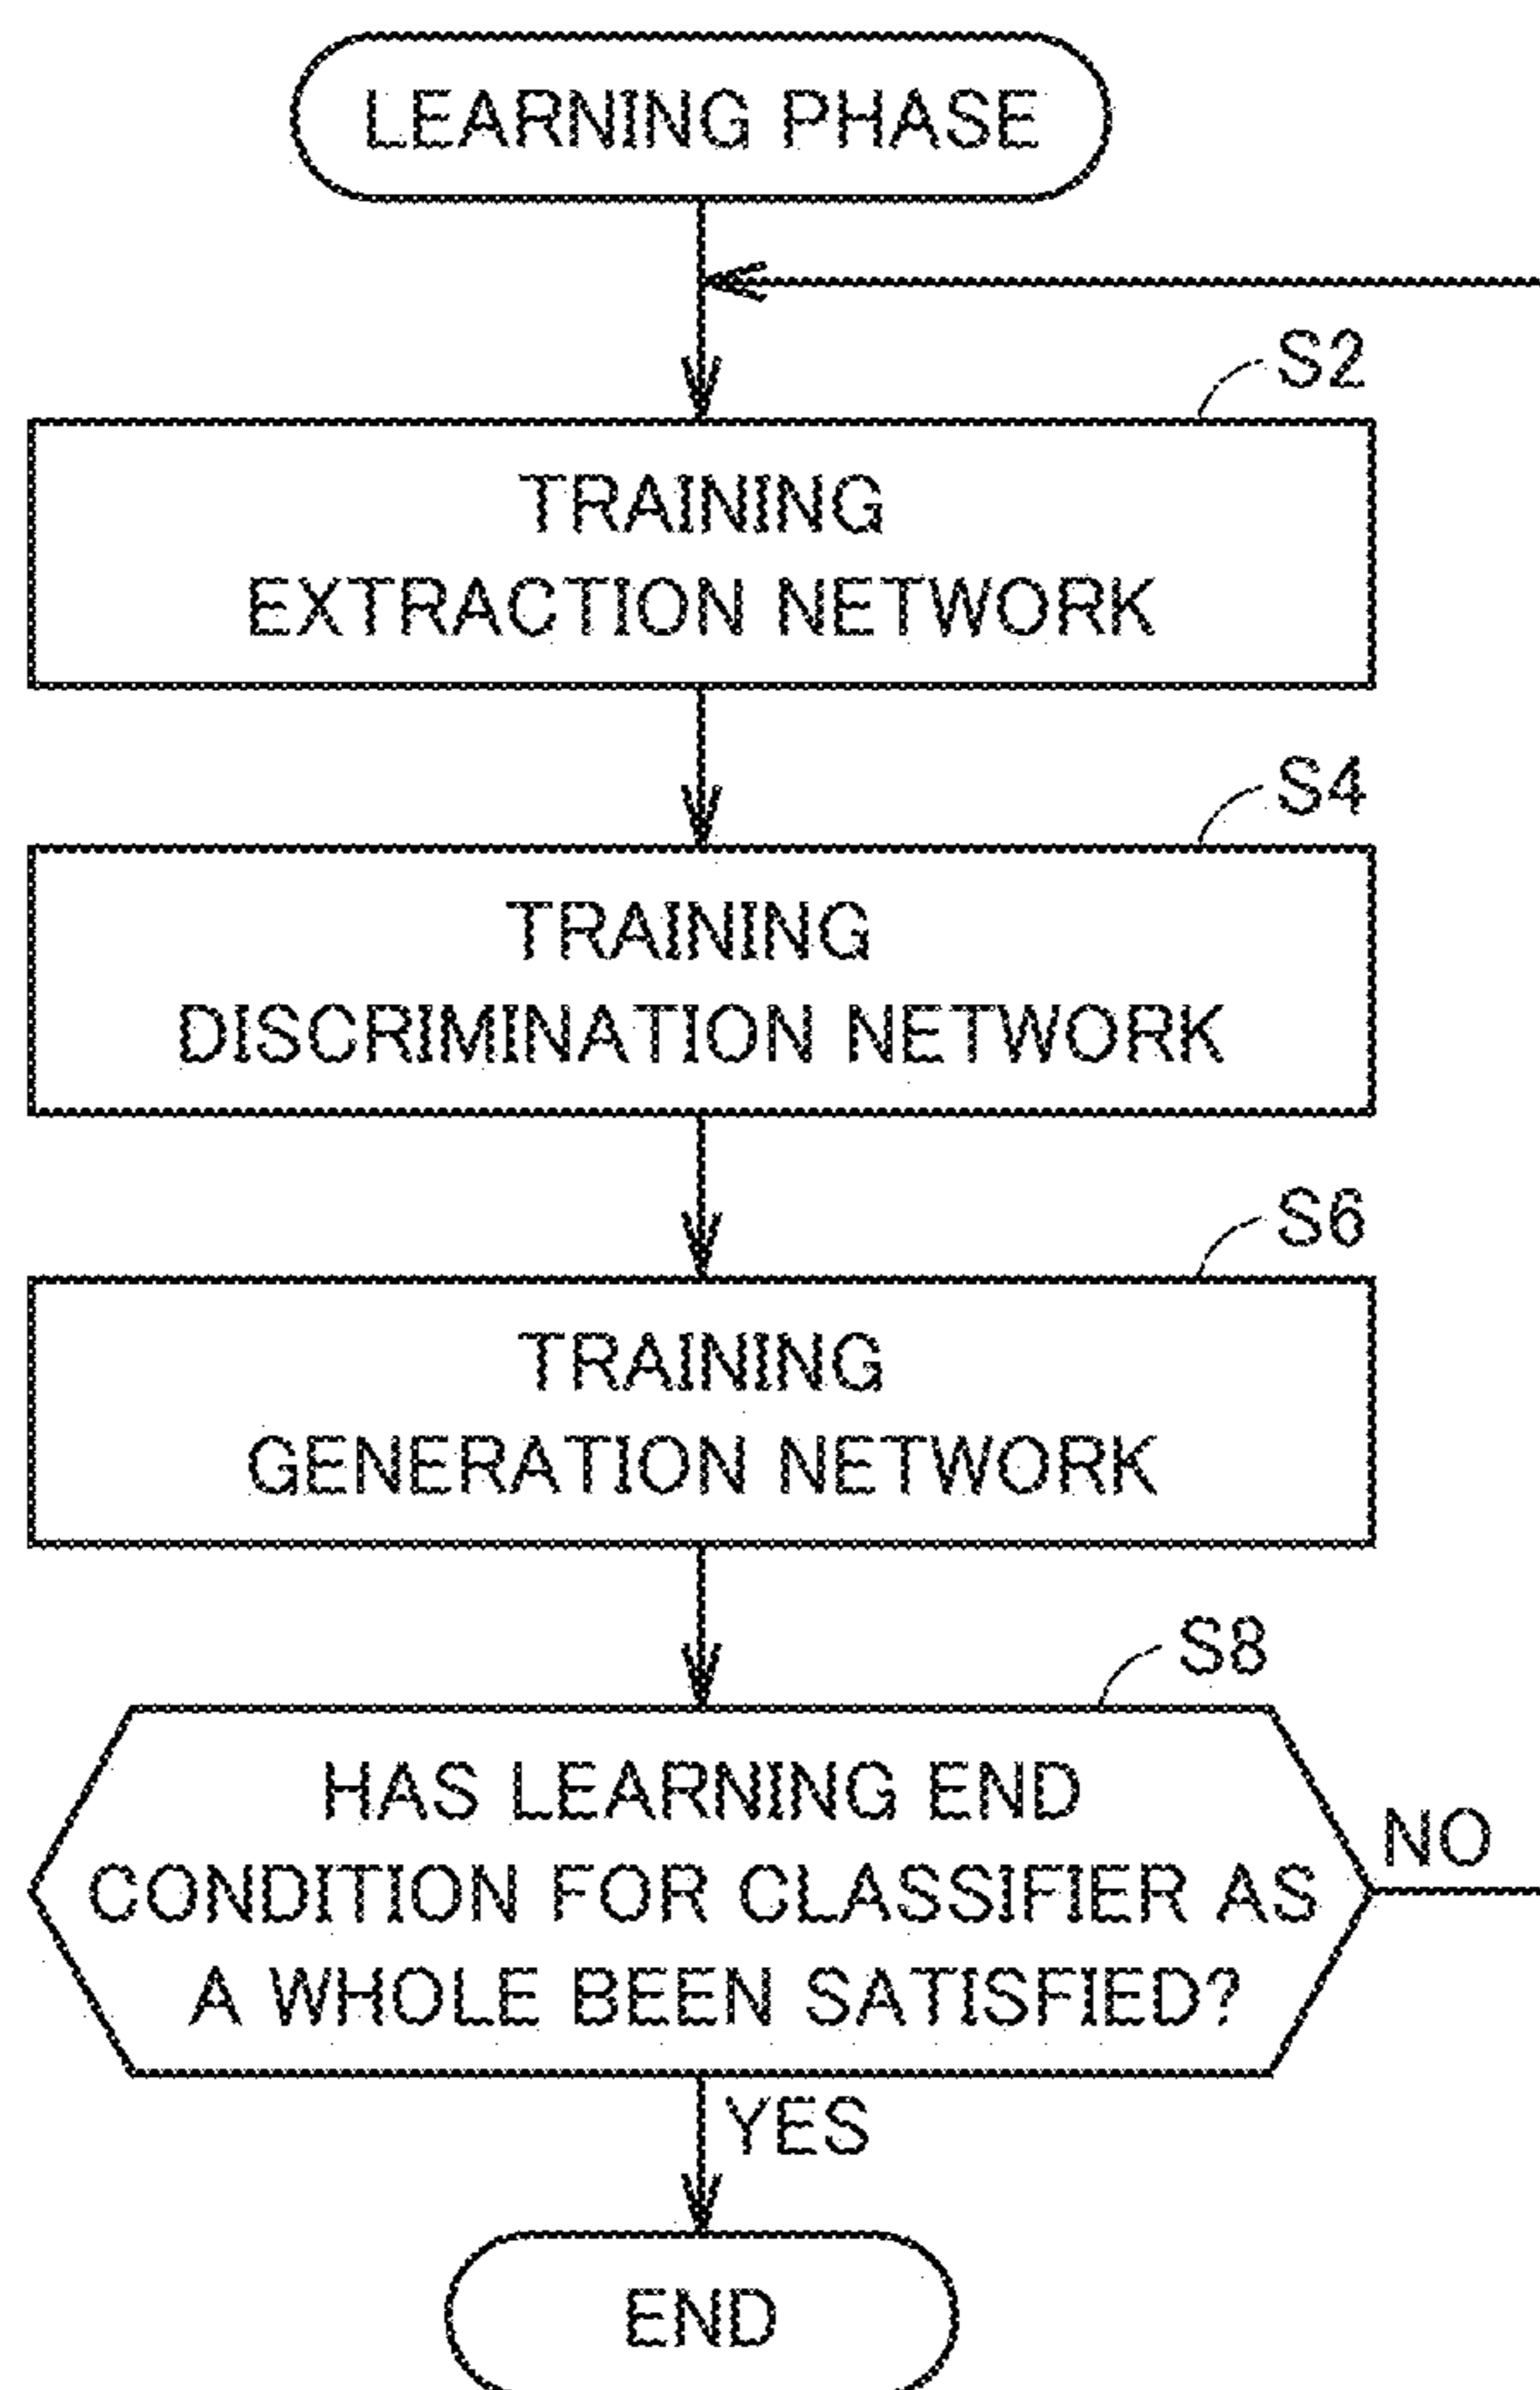 LEARNING PHASE
S2
TRAINING
EXTRACTION NETWORK
S4
TRAINING
DISCRIMINATION NETWORK
S6
TRAINING
GENERATION NETWORK
S8
HAS LEARNING END
CONDITION FOR CLASSIFIER AS
A WHOLE BEEN SATISFIED?
NO
YES
END